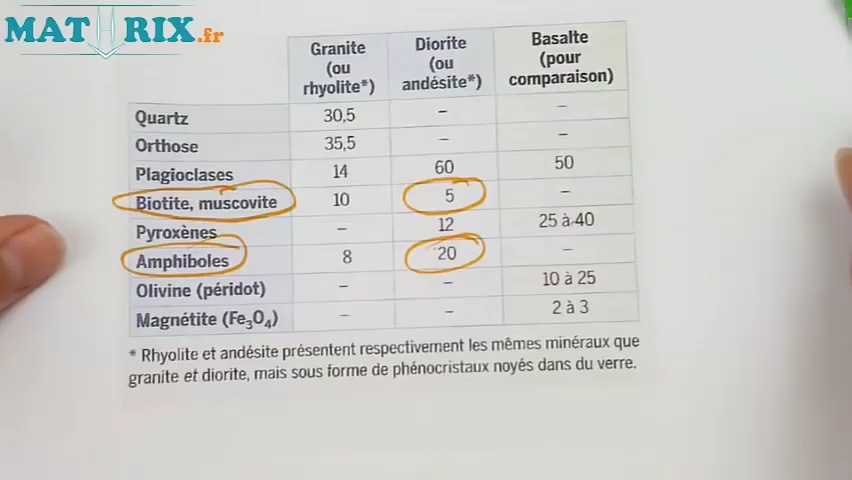 MATHRIX.fr
Granite (ou rhyolite*) Diorite (ou andésite*) Basalte (pour comparaison)
Quartz 30,5 – –
Orthose 35,5 – –
Plagioclases 14 60 50
Biotite, muscovite 10 5 –
Pyroxènes – 12 25 à 40
Amphiboles 8 20 –
Olivine (péridot) – – 10 à 25
Magnétite (Fe₃O₄) – – 2 à 3
* Rhyolite et andésite présentent respectivement les mêmes minéraux que
granite et diorite, mais sous forme de phénocristaux noyés dans du verre.